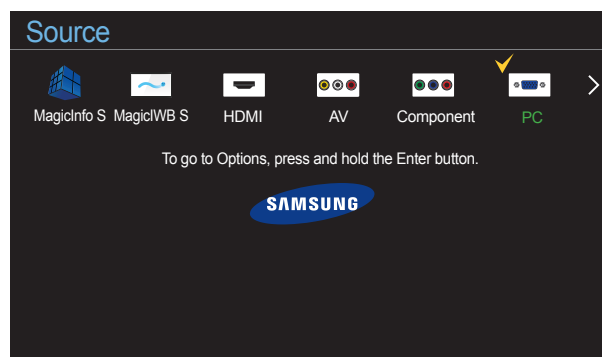 Source
MagicInfo S MagicIWB S HDMI AV Component PC
To go to Options, press and hold the Enter button.
SAMSUNG